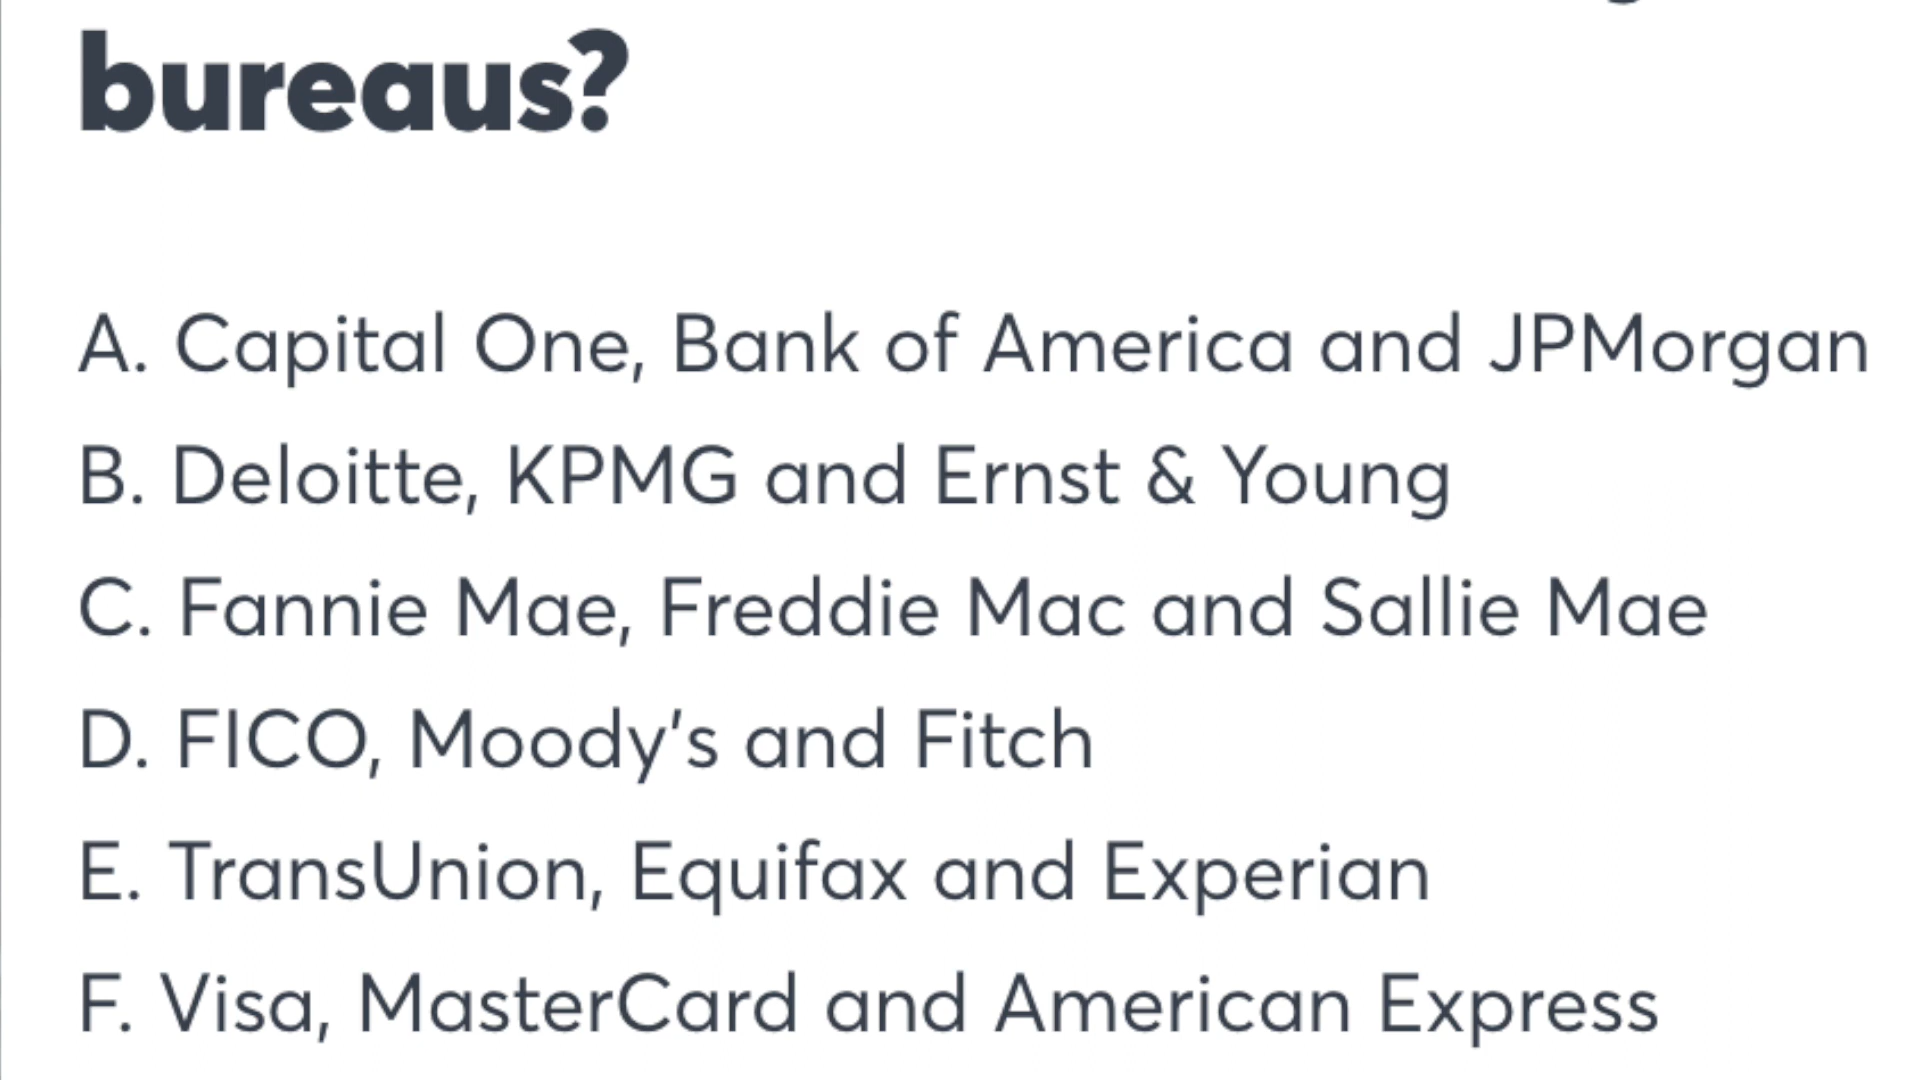 bureaus?
A. Capital One, Bank of America and JPMorgan
B. Deloitte, KPMG and Ernst & Young
C. Fannie Mae, Freddie Mac and Sallie Mae
D. FICO, Moody’s and Fitch
E. TransUnion, Equifax and Experian
F. Visa, MasterCard and American Express